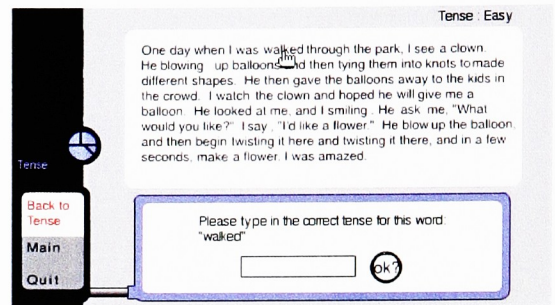 Tense : Easy
One day when I was walked through the park, I see a clown.
He blowing up balloons and then tying them into knots to made
different shapes. He then gave the balloons away to the kids in
the crowd. I watch the clown and hoped he will give me a
balloon. He looked at me, and I smiling. He ask me, "What
would you like?" I say, "I'd like a flower." He blow up the balloon,
and then begin twisting it here and twisting it there, and in a few
seconds, make a flower. I was amazed.
Tense
Back to
Tense
Main
Quit
Please type in the correct tense for this word:
"walked"
ok?